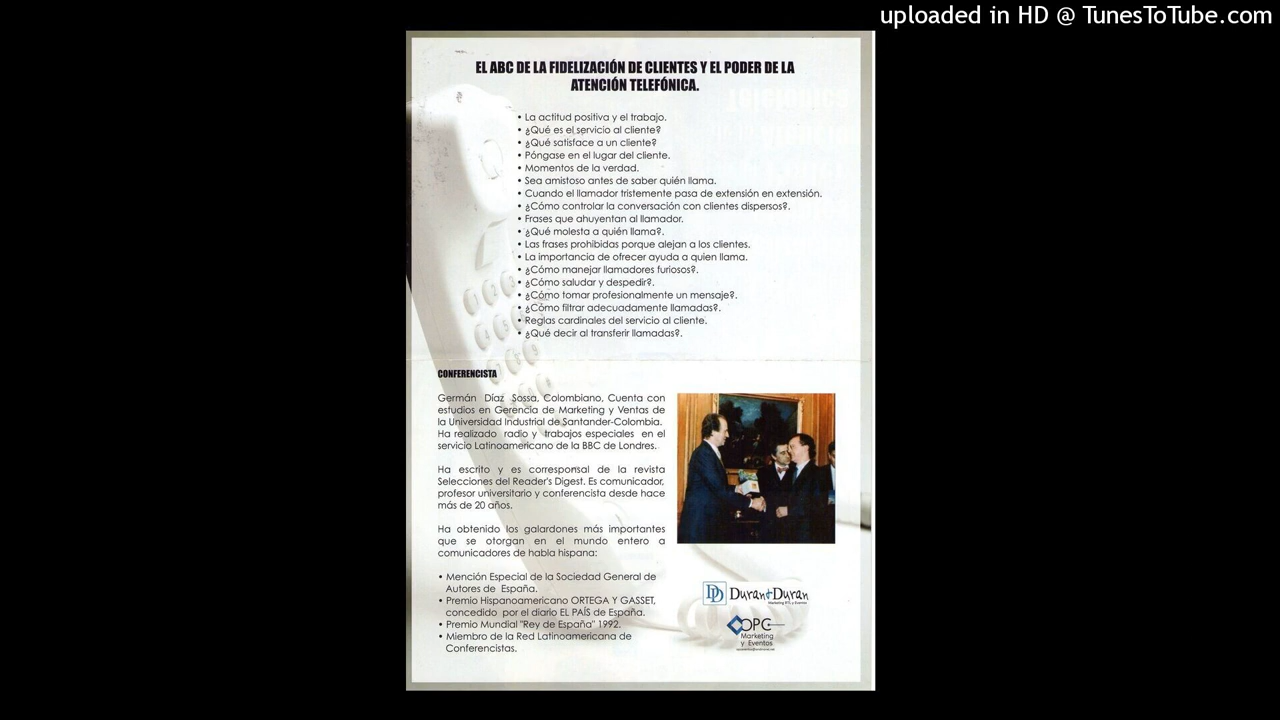 uploaded in HD @ TunesToTube.com
EL ABC DE LA FIDELIZACIÓN DE CLIENTES Y EL PODER DE LA
ATENCIÓN TELEFÓNICA.
• La actitud positiva y el trabajo.
• ¿Qué es el servicio al cliente?
• ¿Qué satisface a un cliente?
• Póngase en el lugar del cliente.
• Momentos de la verdad.
• Sea amistoso antes de saber quién llama.
• Cuando el llamador tristemente pasa de extensión en extensión.
• ¿Cómo controlar la conversación con clientes dispersos?.
• Frases que ahuyentan al llamador.
• ¿Qué molesta a quién llama?.
• Las frases prohibidas porque alejan a los clientes.
• La importancia de ofrecer ayuda a quien llama.
• ¿Cómo manejar llamadores furiosos?.
• ¿Cómo saludar y despedir?.
• ¿Cómo tomar profesionalmente un mensaje?.
• ¿Cómo filtrar adecuadamente llamadas?.
• Reglas cardinales del servicio al cliente.
• ¿Qué decir al transferir llamadas?.
CONFERENCISTA
Germán Díaz Sossa, Colombiano, Cuenta con
estudios en Gerencia de Marketing y Ventas de
la Universidad Industrial de Santander-Colombia.
Ha realizado radio y trabajos especiales en el
servicio Latinoamericano de la BBC de Londres.
Ha escrito y es corresponsal de la revista
Selecciones del Reader's Digest. Es comunicador,
profesor universitario y conferencista desde hace
más de 20 años.
Ha obtenido los galardones más importantes
que se otorgan en el mundo entero a
comunicadores de habla hispana:
• Mención Especial de la Sociedad General de
Autores de España.
• Premio Hispanoamericano ORTEGA Y GASSET,
concedido por el diario EL PAÍS de España.
• Premio Mundial "Rey de España" 1992.
• Miembro de la Red Latinoamericana de
Conferencistas.
DD Duran+Duran
Marketing BTL y Eventos
OPC
Marketing
y Eventos